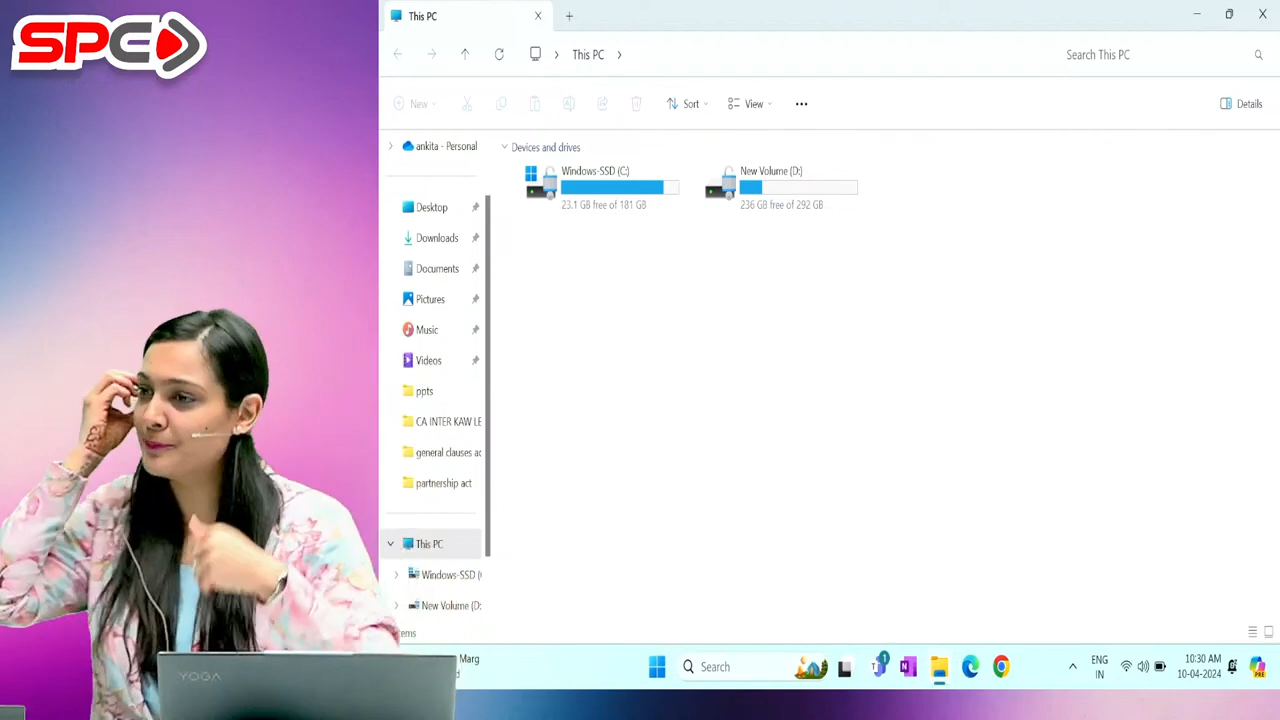 SPC
This PC
This PC
Search This PC
New
Sort
View
Details
ankita - Personal
Devices and drives
Windows-SSD (C:)
23.1 GB free of 181 GB
New Volume (D:)
236 GB free of 292 GB
Desktop
Downloads
Documents
Pictures
Music
Videos
ppts
CA INTER KAW LE
general clauses ac
partnership act
This PC
Windows-SSD (
New Volume (D:
ems
Marg
Search
1
ENG
IN
10:30 AM
10-04-2024
PRE
YOGA